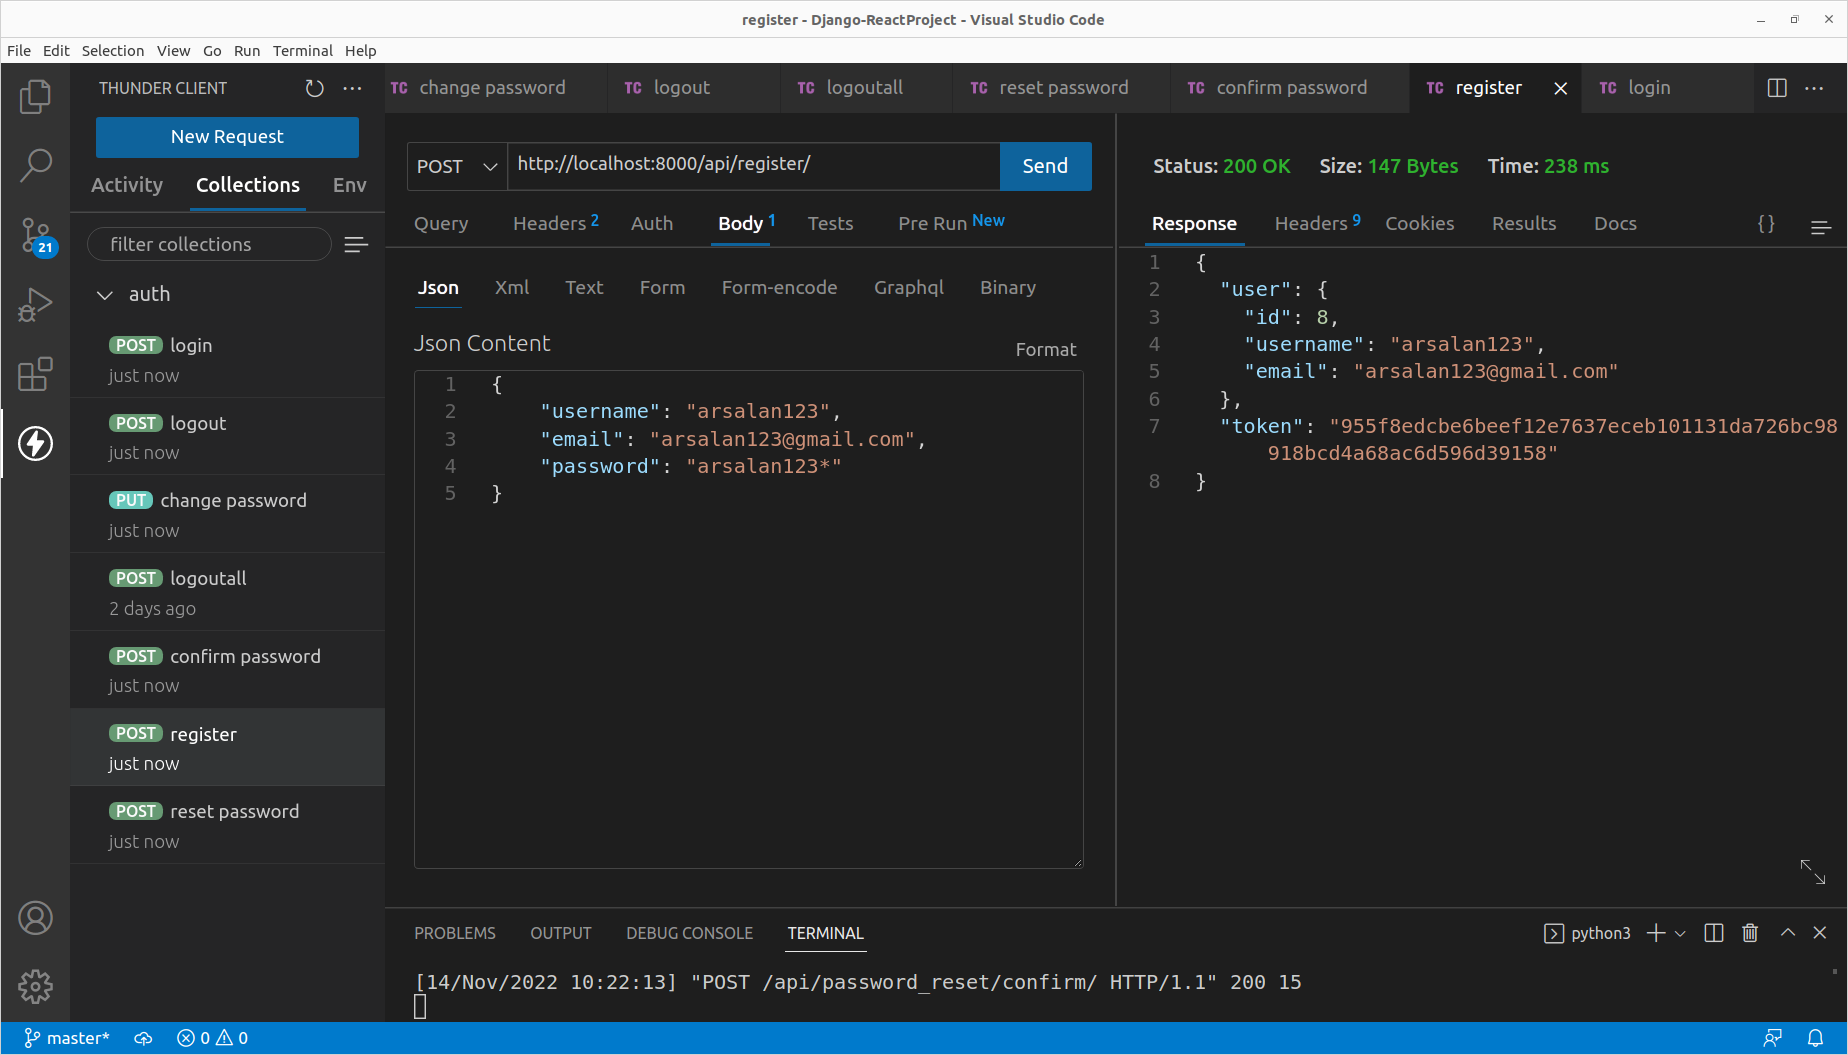 register - Django-ReactProject - Visual Studio Code
File Edit Selection View Go Run Terminal Help
THUNDER CLIENT
New Request
Activity Collections Env
filter collections
auth
POST login
just now
POST logout
just now
PUT change password
just now
POST logoutall
2 days ago
POST confirm password
just now
POST register
just now
POST reset password
just now
21
TC change password TC logout TC logoutall TC reset password TC confirm password TC register TC login
POST http://localhost:8000/api/register/ Send
Query Headers 2 Auth Body 1 Tests Pre Run New
Json Xml Text Form Form-encode Graphql Binary
Json Content
Format
1 {
2 "username": "arsalan123",
3 "email": "arsalan123@gmail.com",
4 "password": "arsalan123*"
5 }
Status: 200 OK Size: 147 Bytes Time: 238 ms
Response Headers 9 Cookies Results Docs {}
1 {
2 "user": {
3 "id": 8,
4 "username": "arsalan123",
5 "email": "arsalan123@gmail.com"
6 },
7 "token": "955f8edcbe6beef12e7637eceb101131da726bc98
918bcd4a68ac6d596d39158"
8 }
PROBLEMS OUTPUT DEBUG CONSOLE TERMINAL
python3
[14/Nov/2022 10:22:13] "POST /api/password_reset/confirm/ HTTP/1.1" 200 15
master* 0 0